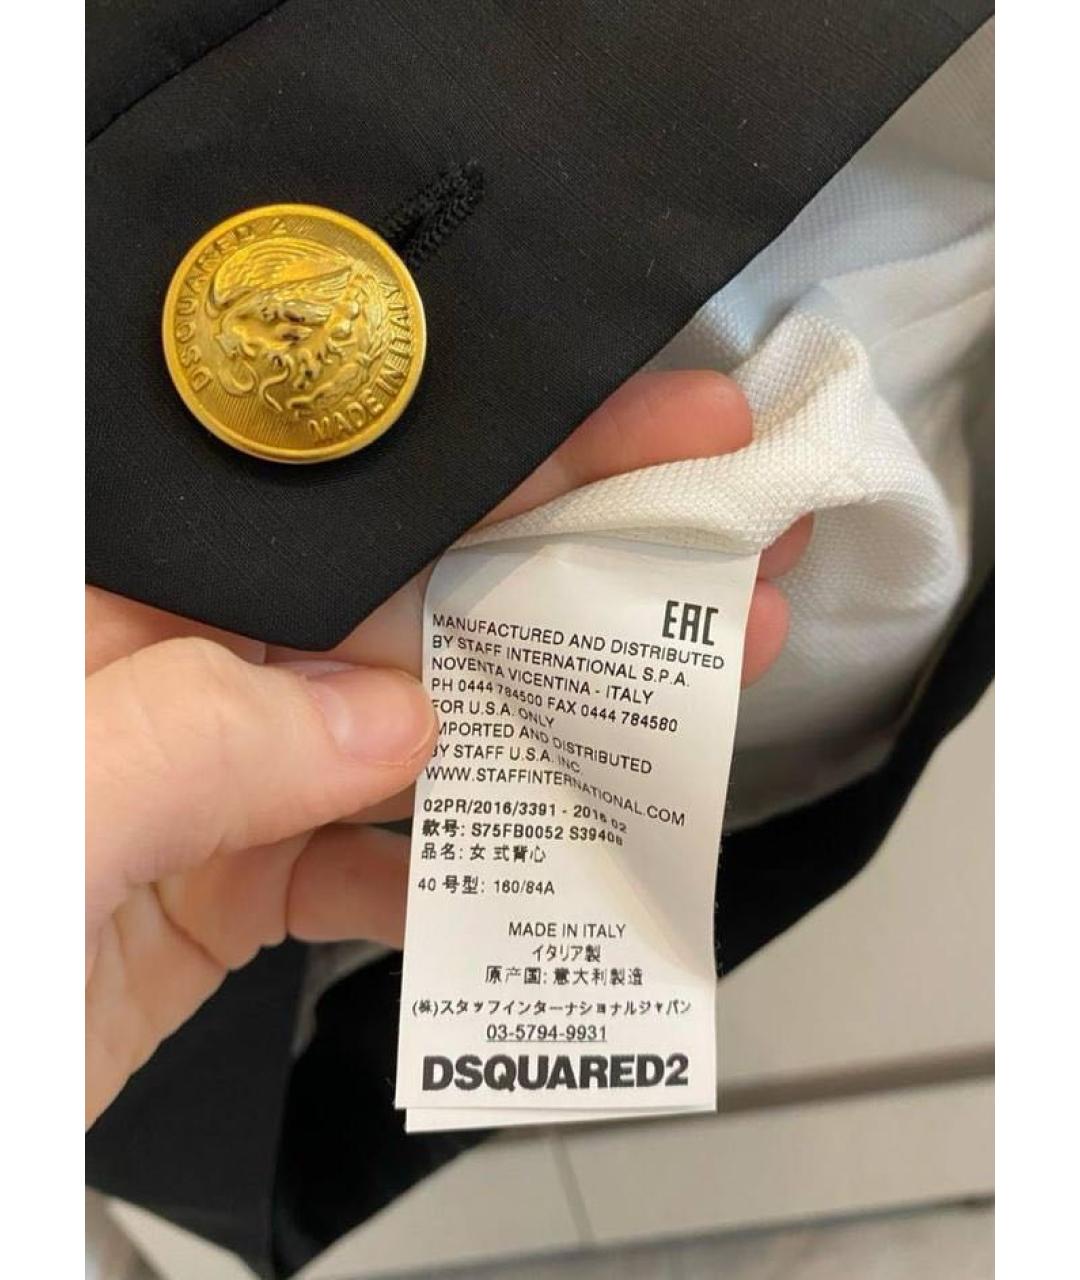 DSQUARED 2
MADE IN ITALY
EAC
MANUFACTURED AND DISTRIBUTED
BY STAFF INTERNATIONAL S.P.A.
NOVENTA VICENTINA - ITALY
PH 0444 784500 FAX 0444 784580
FOR U.S.A. ONLY
IMPORTED AND DISTRIBUTED
BY STAFF U.S.A. INC.
WWW.STAFFINTERNATIONAL.COM
02PR/2016/3391 - 2016 02
款号: S75FB0052 S39408
品名: 女 式背心
40 号型: 160/84A
MADE IN ITALY
イタリア製
原产国: 意大利製造
(株)スタッフインターナショナルジャパン
03-5794-9931
DSQUARED2